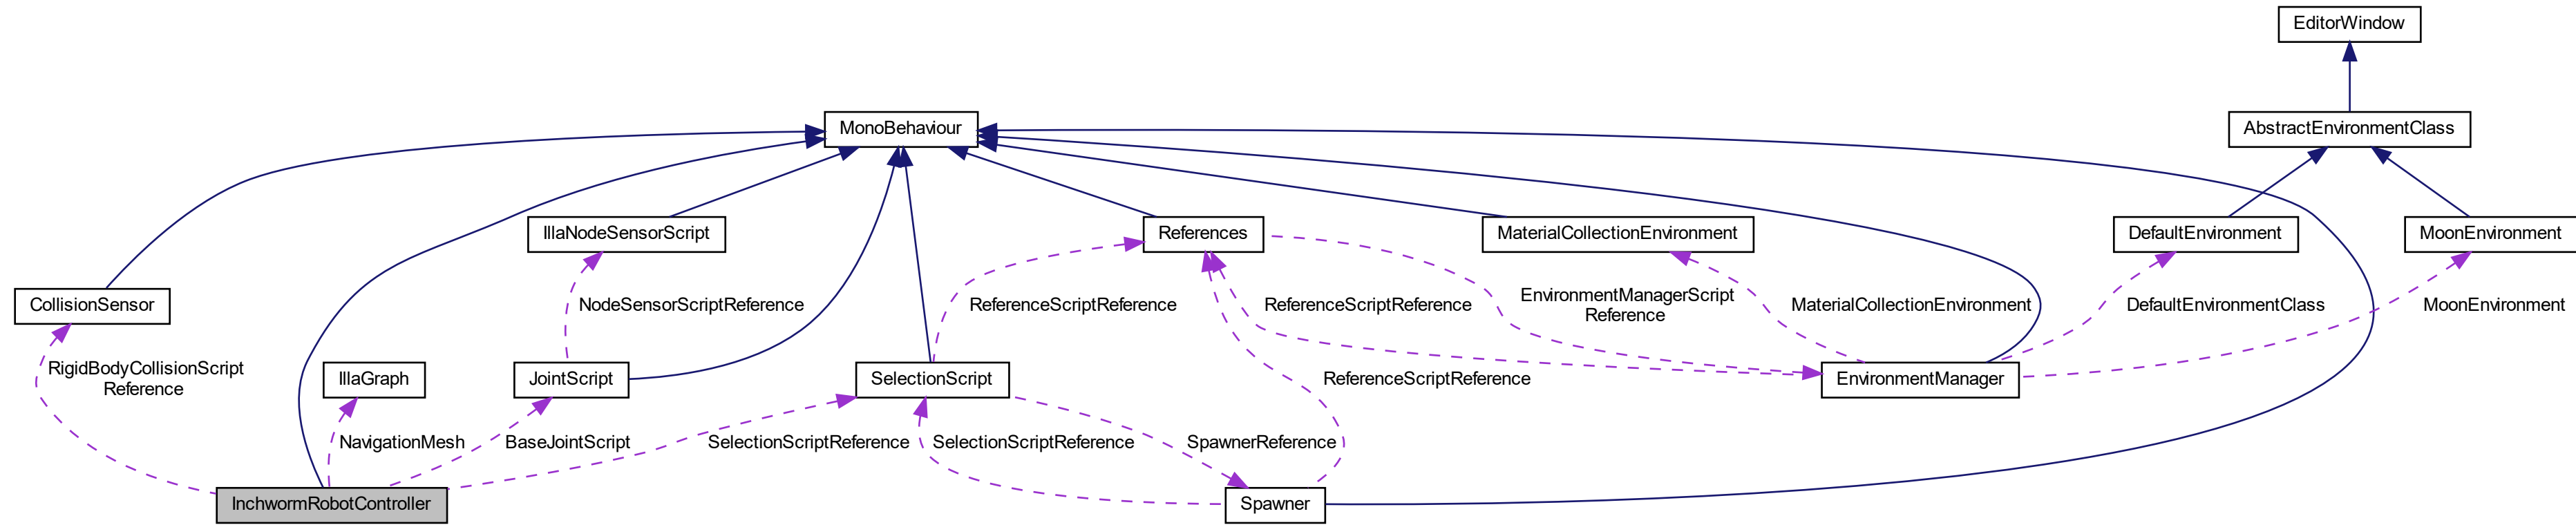 EditorWindow
MonoBehaviour
AbstractEnvironmentClass
IllaNodeSensorScript
References
MaterialCollectionEnvironment
DefaultEnvironment
MoonEnvironment
CollisionSensor
NodeSensorScriptReference
ReferenceScriptReference
ReferenceScriptReference
EnvironmentManagerScript
Reference
MaterialCollectionEnvironment
DefaultEnvironmentClass
MoonEnvironment
RigidBodyCollisionScript
Reference
IllaGraph
JointScript
SelectionScript
ReferenceScriptReference
EnvironmentManager
NavigationMesh
BaseJointScript
SelectionScriptReference
SelectionScriptReference
SpawnerReference
InchwormRobotController
Spawner